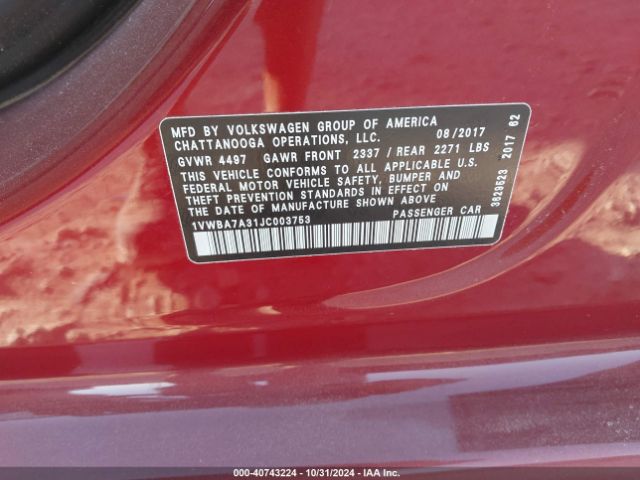 MFD BY VOLKSWAGEN GROUP OF AMERICA
CHATTANOOGA OPERATIONS, LLC. 08/2017
GVWR 4497 GAWR FRONT 2337 / REAR 2271 LBS
THIS VEHICLE CONFORMS TO ALL APPLICABLE U.S.
FEDERAL MOTOR VEHICLE SAFETY, BUMPER AND
THEFT PREVENTION STANDARDS IN EFFECT ON
THE DATE OF MANUFACTURE SHOWN ABOVE.
1VWBA7A31JC003753 PASSENGER CAR
3629523 2017 62
000-40743224 - 10/31/2024 - IAA Inc.